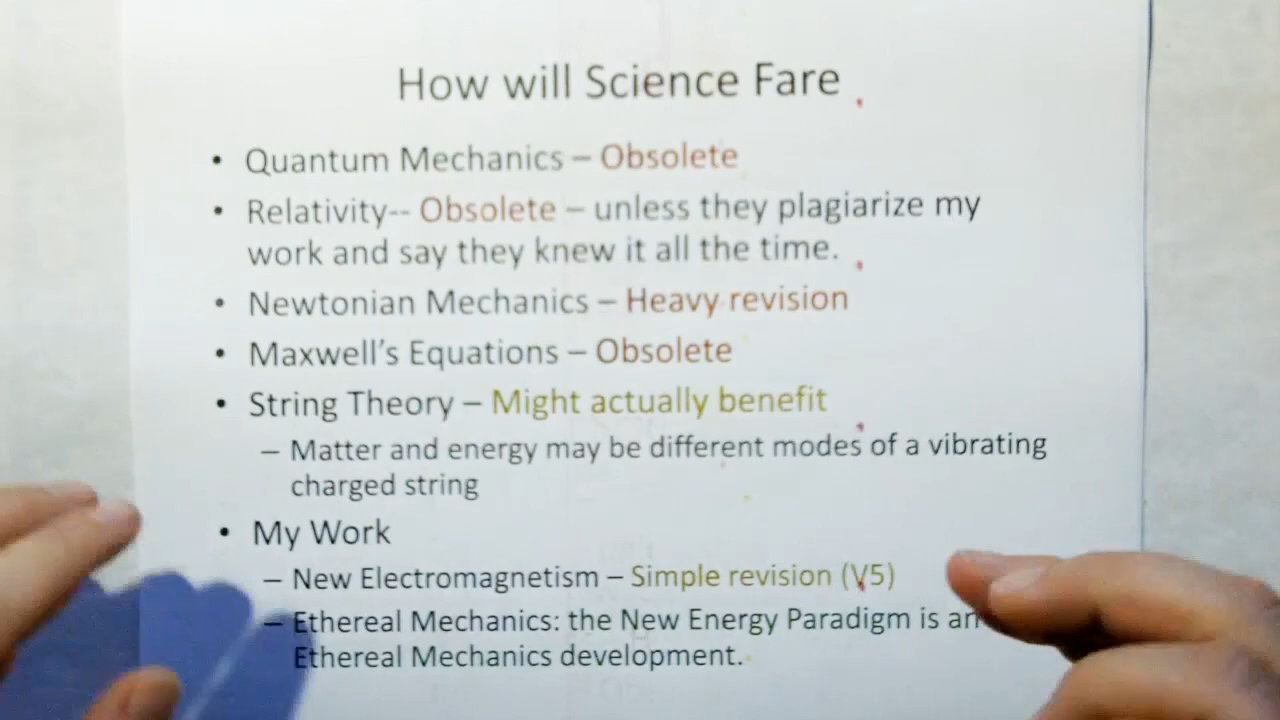 How will Science Fare
• Quantum Mechanics – Obsolete
• Relativity-- Obsolete – unless they plagiarize my
work and say they knew it all the time.
• Newtonian Mechanics – Heavy revision
• Maxwell's Equations – Obsolete
• String Theory – Might actually benefit
– Matter and energy may be different modes of a vibrating
charged string
• My Work
– New Electromagnetism – Simple revision (V5)
– Ethereal Mechanics: the New Energy Paradigm is an
Ethereal Mechanics development.